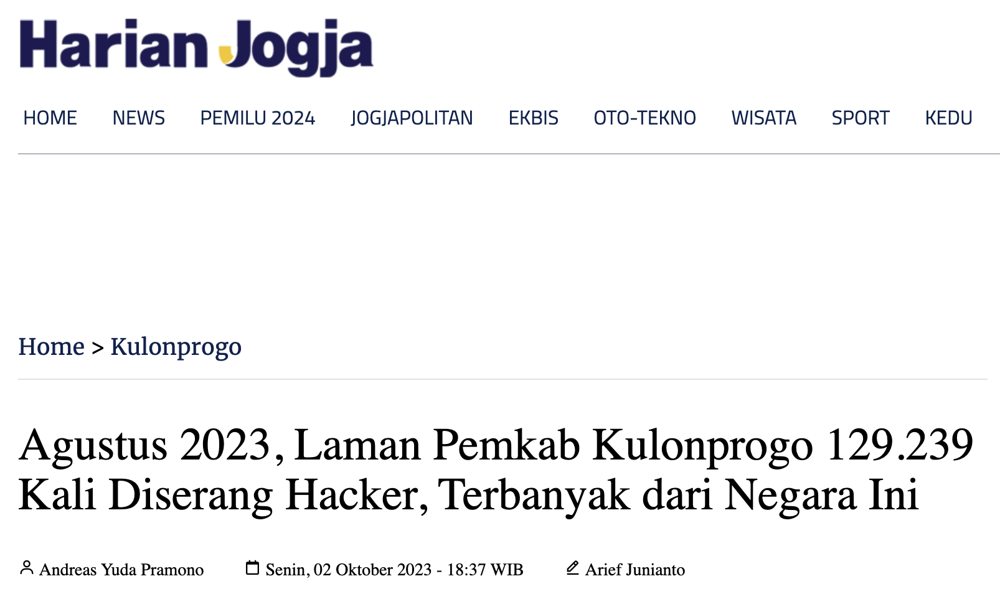 Harian Jogja
HOME NEWS PEMILU 2024 JOGJAPOLITAN EKBIS OTO-TEKNO WISATA SPORT KEDU
Home > Kulonprogo
Agustus 2023, Laman Pemkab Kulonprogo 129.239
Kali Diserang Hacker, Terbanyak dari Negara Ini
Andreas Yuda Pramono Senin, 02 Oktober 2023 - 18:37 WIB Arief Junianto